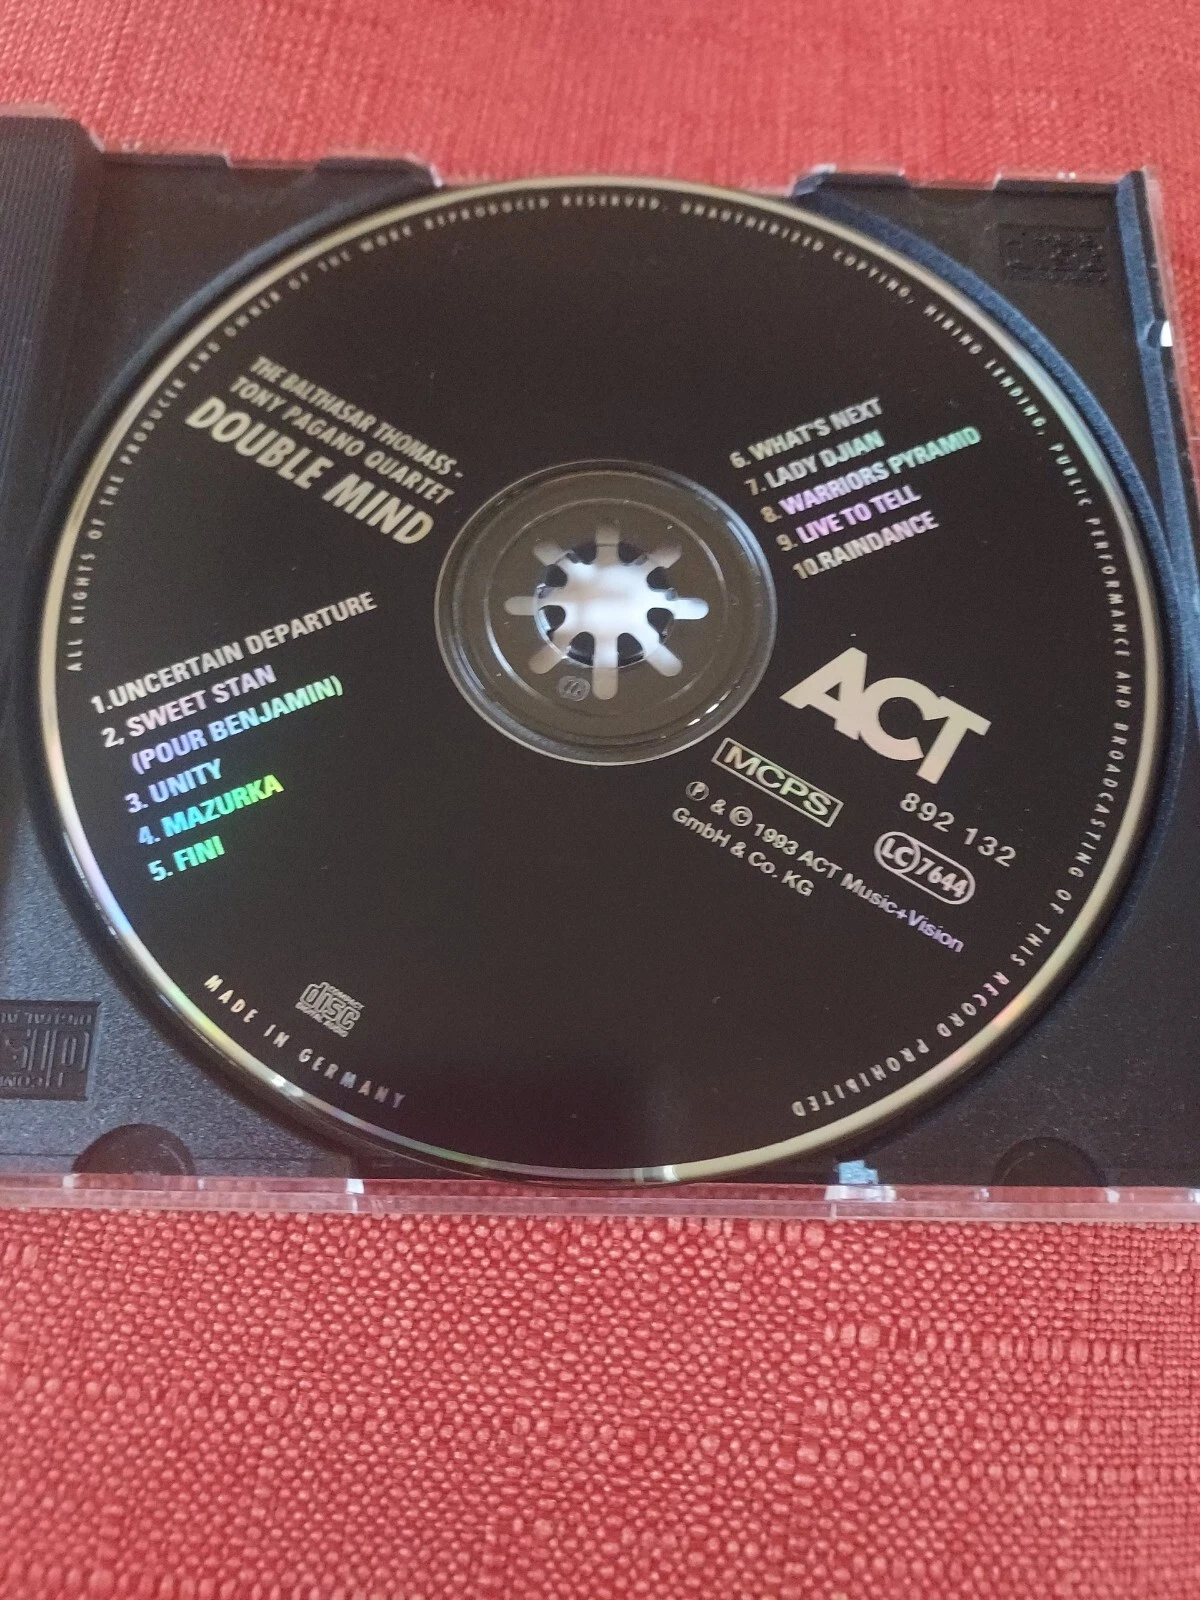 ALL RIGHTS OF THE PRODUCER AND OWNER OF THE WORK REPRODUCED RESERVED. UNAUTHORIZED COPYING, HIRING LENDING, PUBLIC PERFORMANCE AND BROADCASTING OF THIS RECORD PROHIBITED
THE BALTHASAR THOMASS -
TONY PAGANO QUARTET
DOUBLE MIND
1.UNCERTAIN DEPARTURE
2, SWEET STAN
(POUR BENJAMIN)
3. UNITY
4. MAZURKA
5. FINI
6. WHAT'S NEXT
7. LADY DJIAN
8. WARRIORS PYRAMID
9. LIVE TO TELL
10.RAINDANCE
ACT
892 132
MCPS
LC 7644
Ⓟ & © 1993 ACT Music+Vision
GmbH & Co. KG
COMPACT
disc
DIGITAL AUDIO
MADE IN GERMANY